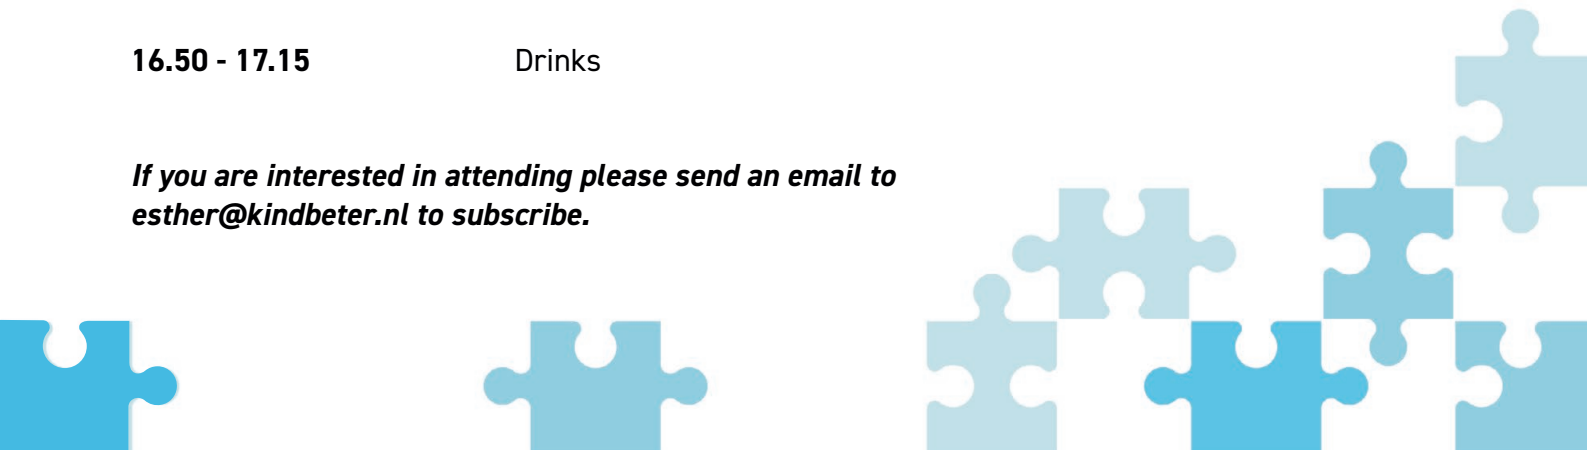 16.50 - 17.15 Drinks
If you are interested in attending please send an email to
esther@kindbeter.nl to subscribe.